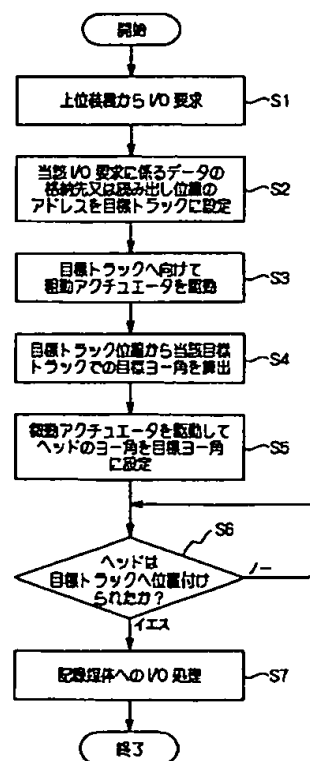 開始
上位装置から I/O 要求
S1
当該 I/O 要求に係るデータの
格納先又は読み出し位置の
アドレスを目標トラックに設定
S2
目標トラックへ向けて
粗動アクチュエータを駆動
S3
目標トラック位置から当該目標
トラックでの目標ヨー角を算出
S4
微動アクチュエータを駆動して
ヘッドのヨー角を目標ヨー角
に設定
S5
S6
ヘッドは
目標トラックへ位置付け
られたか？
ノー
イエス
記録媒体への I/O 処理
S7
終了